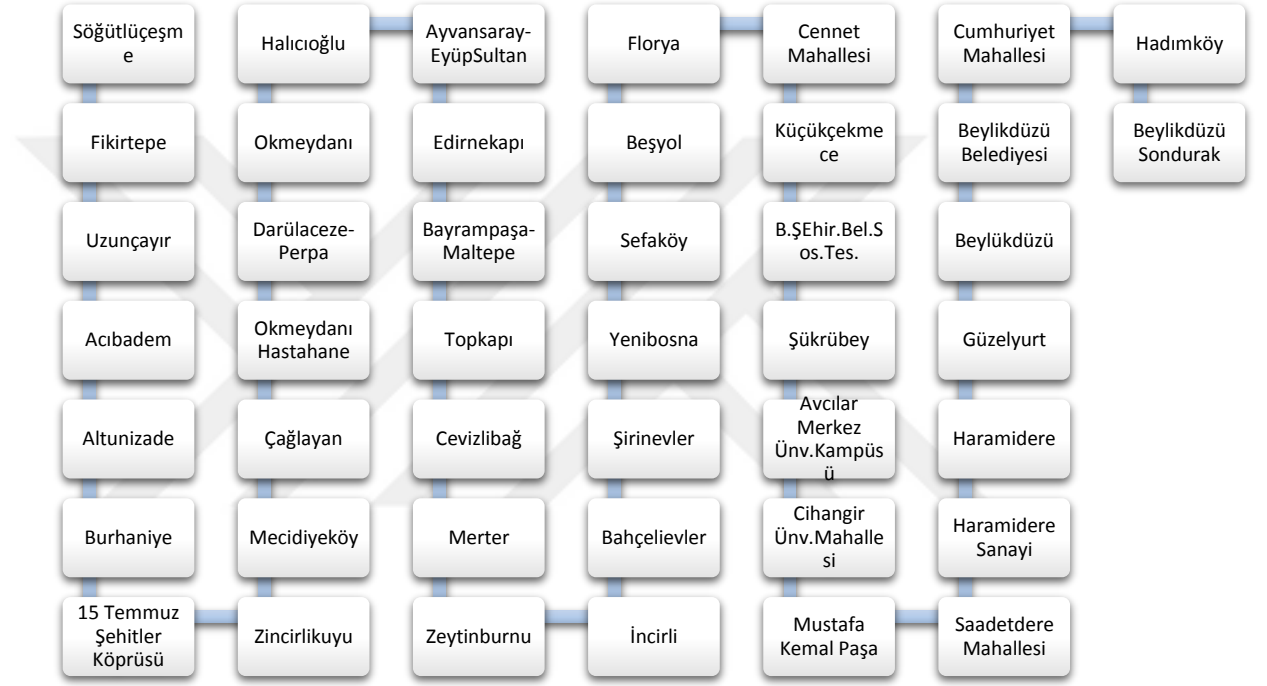 Söğütlüçeşm
e
Fikirtepe
Uzunçayır
Acıbadem
Altunizade
Burhaniye
15 Temmuz
Şehitler
Köprüsü
Zincirlikuyu
Mecidiyeköy
Çağlayan
Okmeydanı
Hastahane
Darülaceze-
Perpa
Okmeydanı
Halıcıoğlu
Ayvansaray-
EyüpSultan
Edirnekapı
Bayrampaşa-
Maltepe
Topkapı
Cevizlibağ
Merter
Zeytinburnu
İncirli
Bahçelievler
Şirinevler
Yenibosna
Sefaköy
Beşyol
Florya
Cennet
Mahallesi
Küçükçekme
ce
B.ŞEhir.Bel.S
os.Tes.
Şükrübey
Avcılar
Merkez
Ünv.Kampüs
ü
Cihangir
Ünv.Mahalle
si
Mustafa
Kemal Paşa
Saadetdere
Mahallesi
Haramidere
Sanayi
Haramidere
Güzelyurt
Beylükdüzü
Beylikdüzü
Belediyesi
Cumhuriyet
Mahallesi
Hadımköy
Beylikdüzü
Sondurak